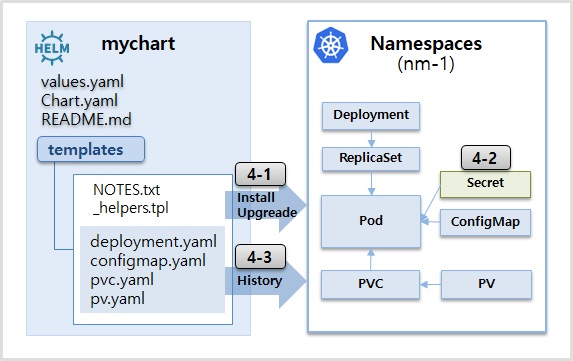 HELM
mychart
values.yaml
Chart.yaml
README.md
templates
NOTES.txt
_helpers.tpl
deployment.yaml
configmap.yaml
pvc.yaml
pv.yaml
4-1
Install
Upgreade
4-3
History
Namespaces
(nm-1)
Deployment
ReplicaSet
4-2
Secret
Pod
ConfigMap
PVC
PV